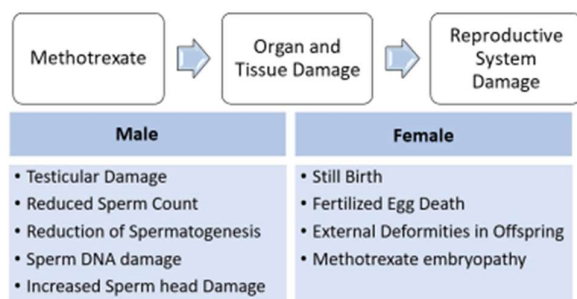 Methotrexate
Organ and
Tissue Damage
Reproductive
System
Damage
Male
• Testicular Damage
• Reduced Sperm Count
• Reduction of Spermatogenesis
• Sperm DNA damage
• Increased Sperm head Damage
Female
• Still Birth
• Fertilized Egg Death
• External Deformities in Offspring
• Methotrexate embryopathy